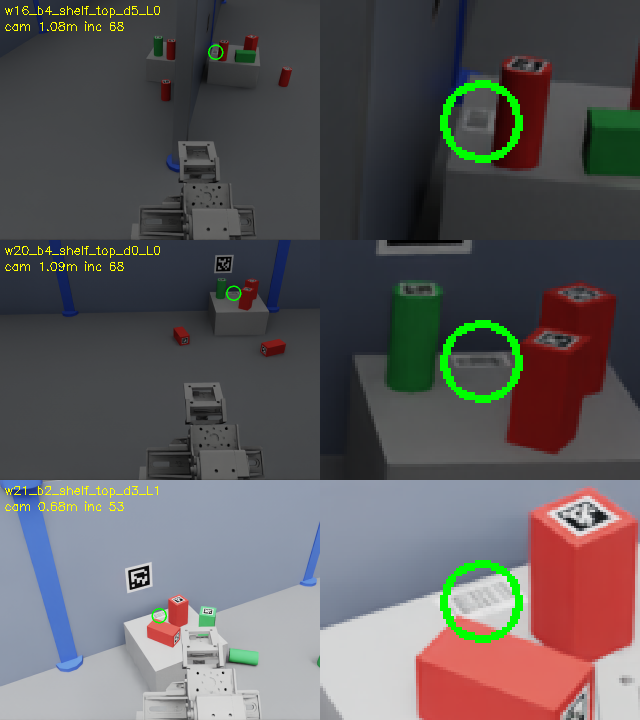 w16_b4_shelf_top_d5_L0
cam 1.08m inc 68
w20_b4_shelf_top_d0_L0
cam 1.09m inc 68
w21_b2_shelf_top_d3_L1
cam 0.68m inc 53